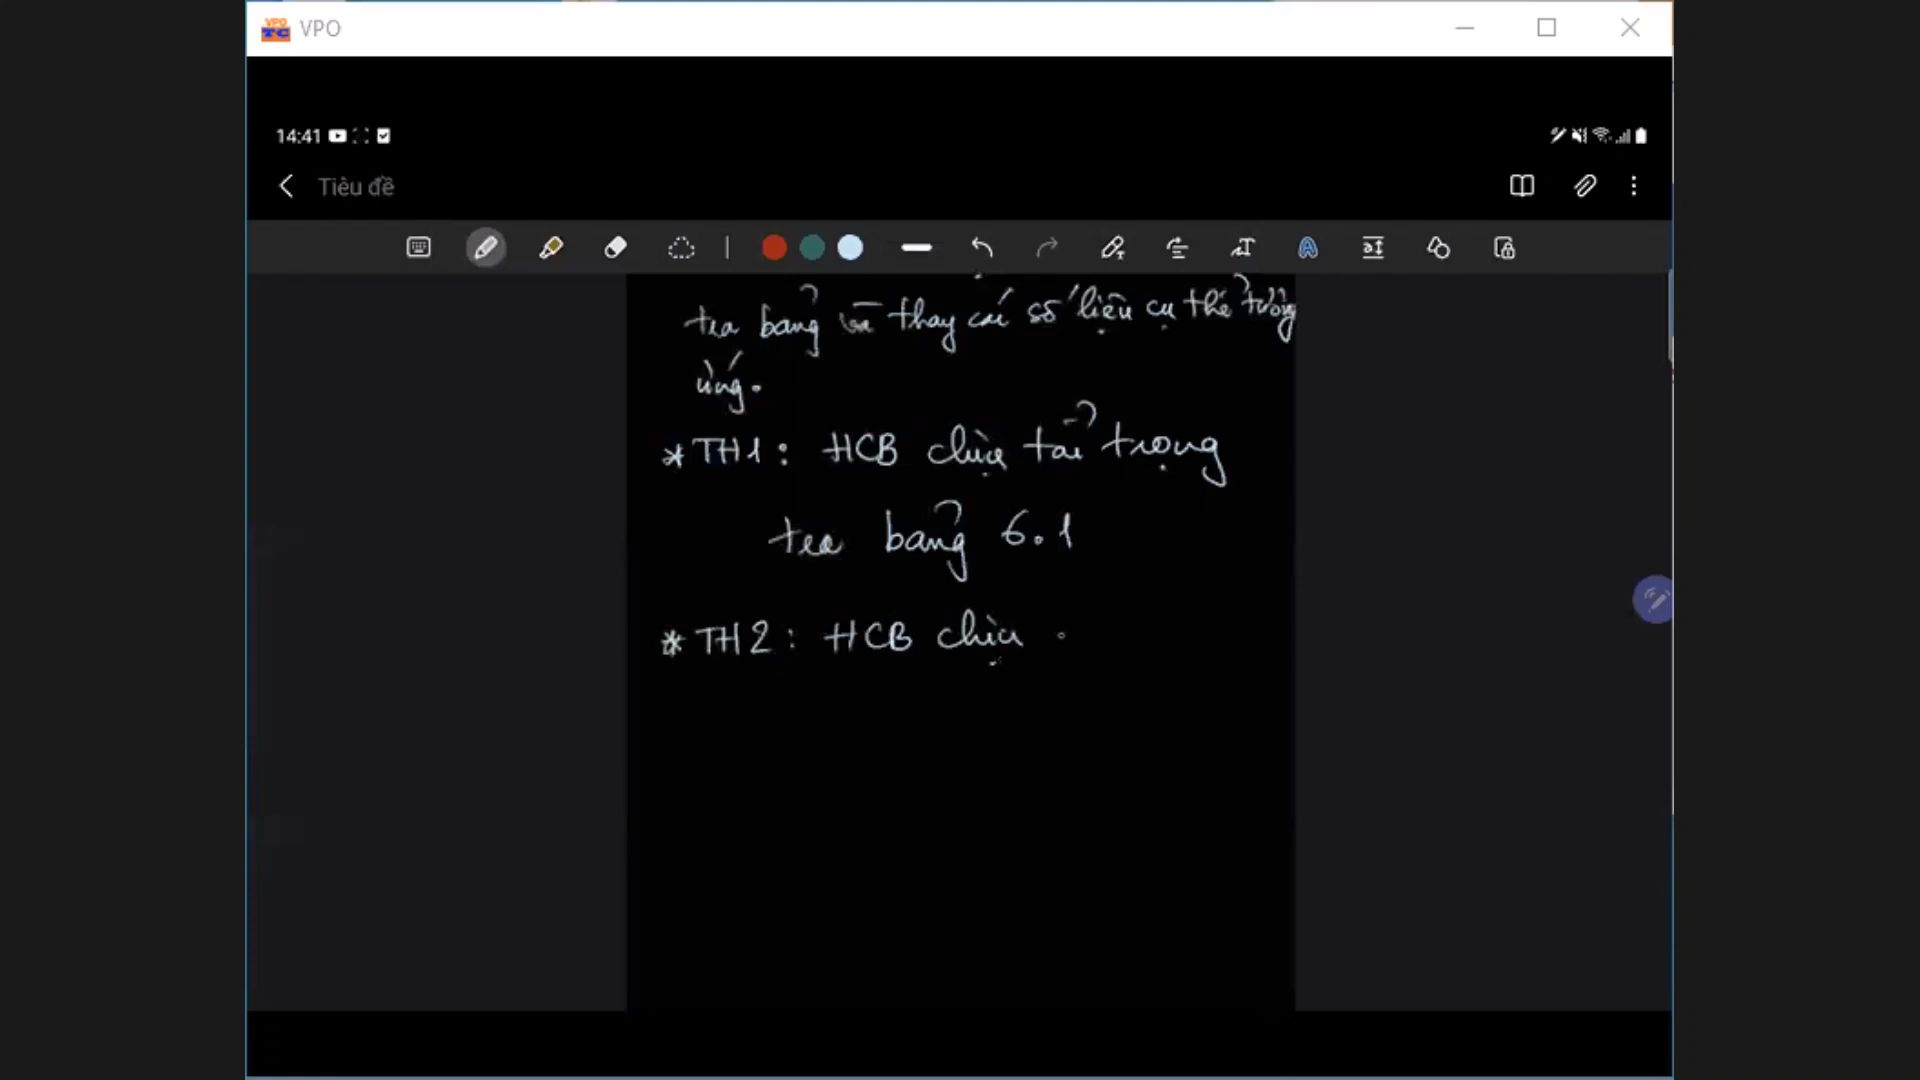 VPO
14:41
Tiêu đề
tra bảng và thay các số liệu cụ thể tương
ứng.
*TH1: HCB chịu tải trọng
tra bảng 6.1
*TH2: HCB chịu